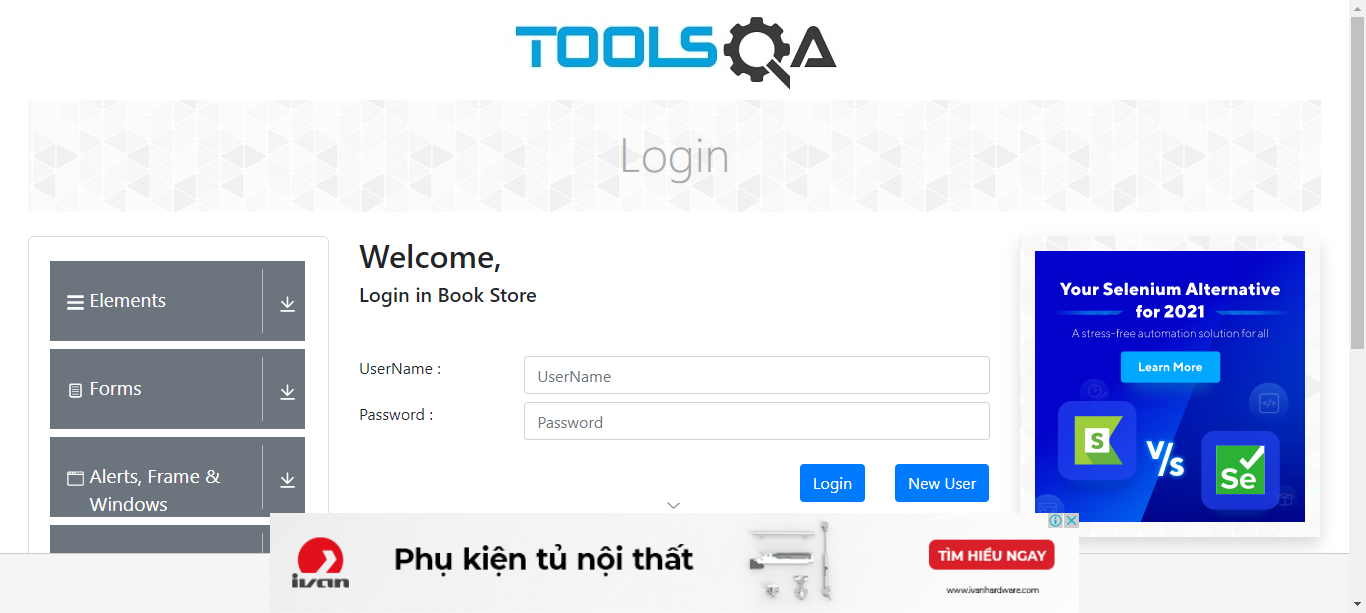 TOOLSQA
Login
Elements
Forms
Alerts, Frame &
Windows
Welcome,
Login in Book Store
UserName :
UserName
Password :
Password
Login
New User
Your Selenium Alternative
for 2021
A stress-free automation solution for all
Learn More
S
V/s
Se
ivan
Phụ kiện tủ nội thất
TÌM HIỂU NGAY
www.ivanhardware.com